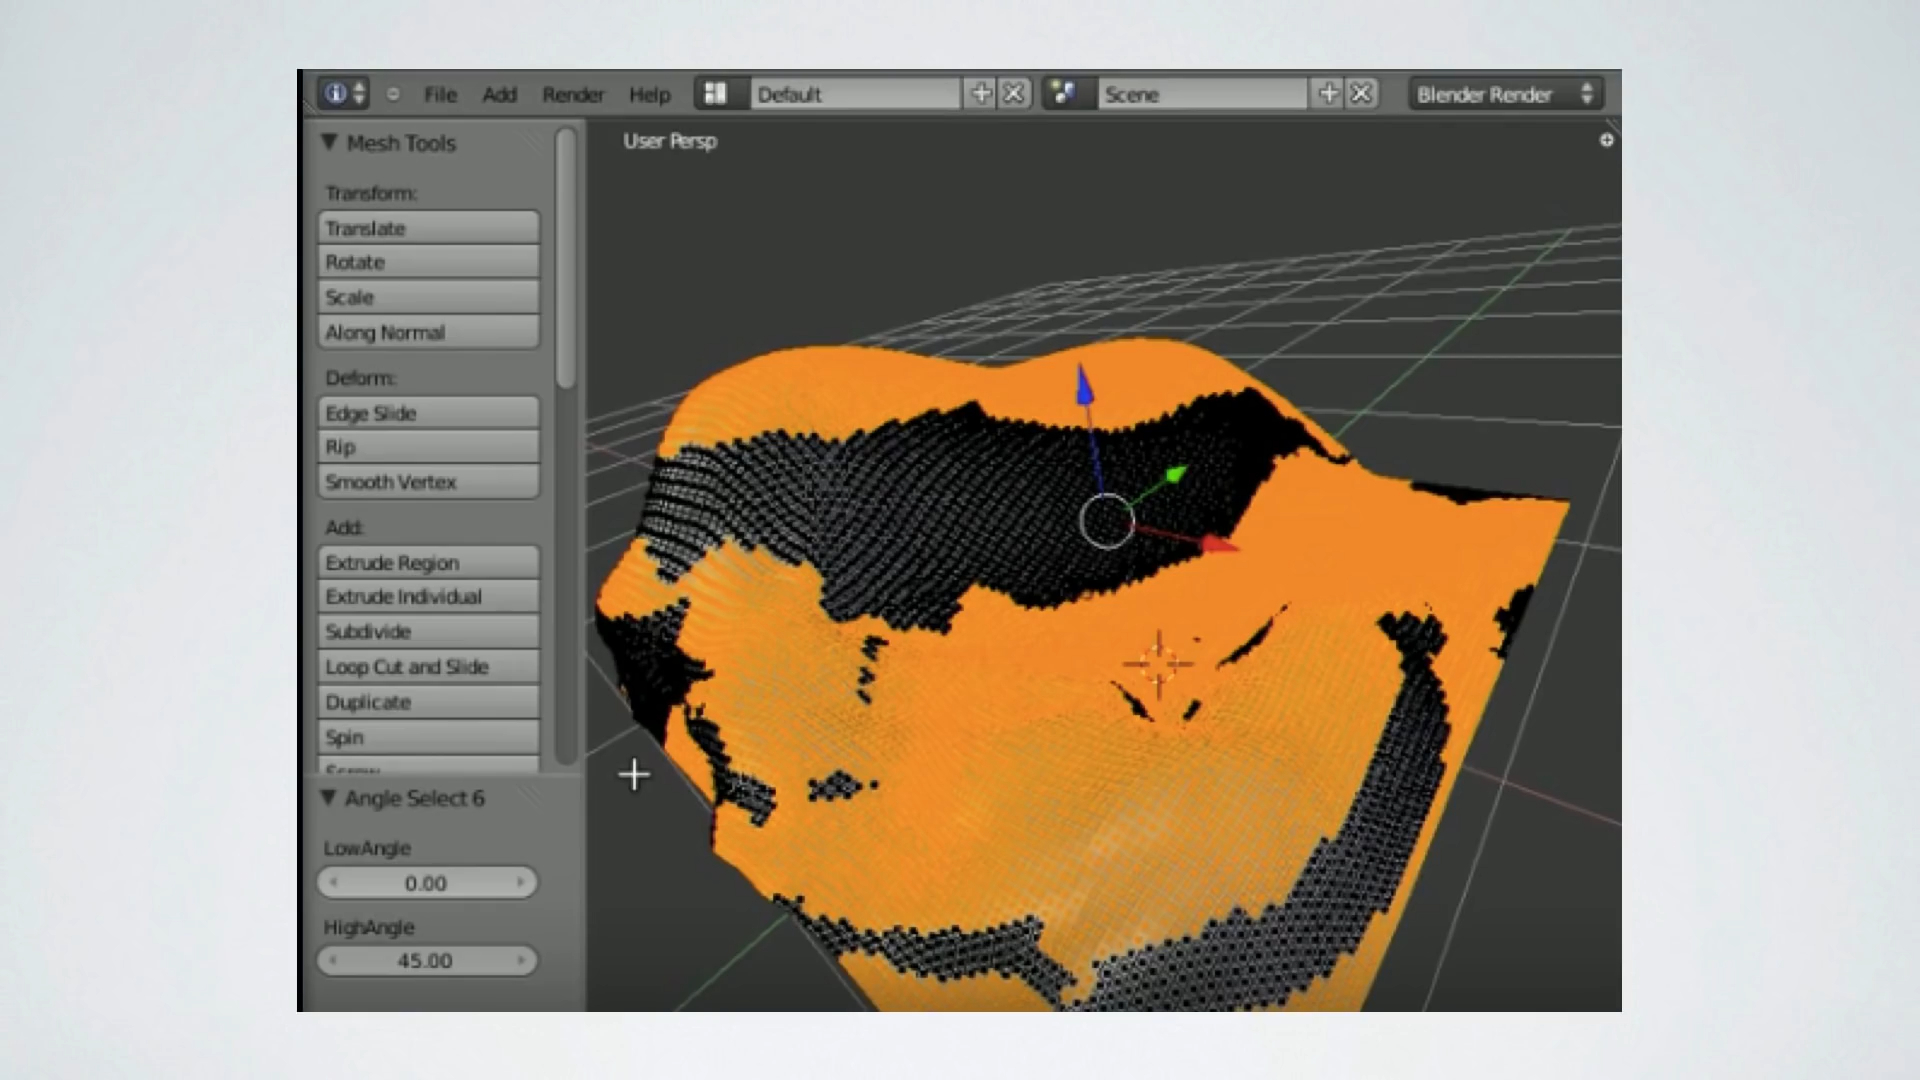 File Add Render Help Default Scene Blender Render
Mesh Tools
User Persp
Transform:
Translate
Rotate
Scale
Along Normal
Deform:
Edge Slide
Rip
Smooth Vertex
Add:
Extrude Region
Extrude Individual
Subdivide
Loop Cut and Slide
Duplicate
Spin
Screw
Angle Select 6
LowAngle
0.00
HighAngle
45.00